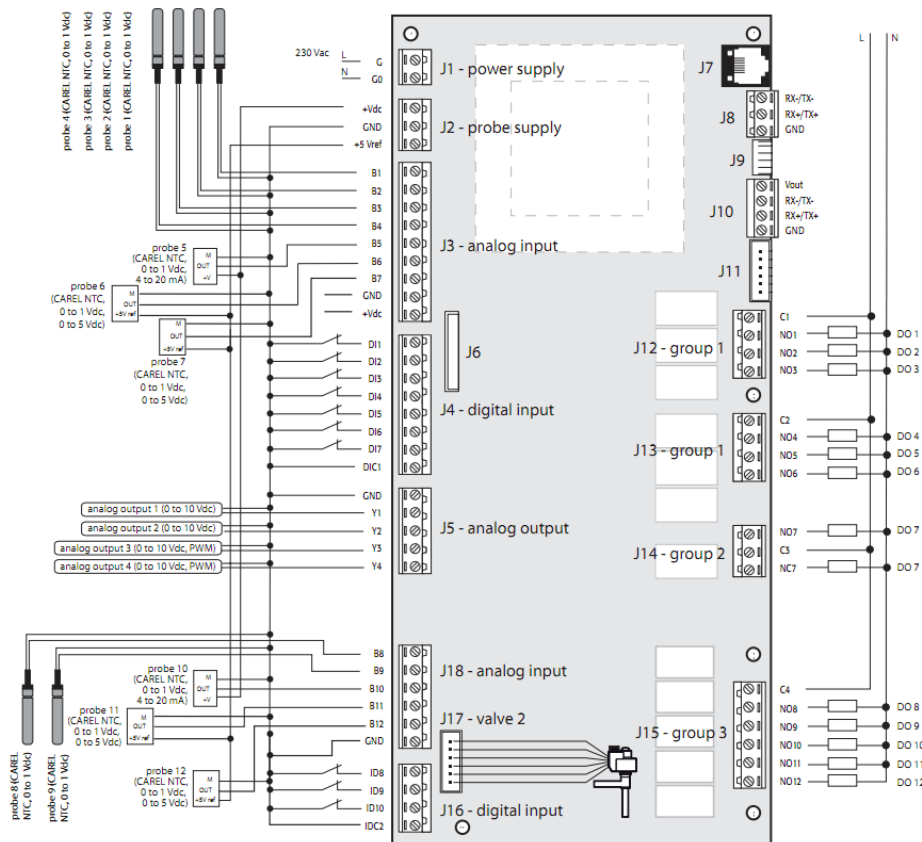 probe 4 (CAREL NTC, 0 to 1 Vdc)
probe 3 (CAREL NTC, 0 to 1 Vdc)
probe 2 (CAREL NTC, 0 to 1 Vdc)
probe 1 (CAREL NTC, 0 to 1 Vdc)
230 Vac
L
N
G
G0
J1 - power supply
+Vdc
GND
+5 Vref
J2 - probe supply
B1
B2
B3
B4
B5
B6
B7
GND
+Vdc
J3 - analog input
probe 5
(CAREL NTC,
0 to 1 Vdc,
4 to 20 mA)
M
OUT
+V
probe 6
(CAREL NTC,
0 to 1 Vdc,
0 to 5 Vdc)
M
OUT
+5V ref
probe 7
(CAREL NTC,
0 to 1 Vdc,
0 to 5 Vdc)
M
OUT
+5V ref
DI1
DI2
DI3
DI4
DI5
DI6
DI7
DIC1
J6
J4 - digital input
GND
Y1
Y2
Y3
Y4
J5 - analog output
analog output 1 (0 to 10 Vdc)
analog output 2 (0 to 10 Vdc)
analog output 3 (0 to 10 Vdc, PWM)
analog output 4 (0 to 10 Vdc, PWM)
B8
B9
B10
B11
B12
GND
J18 - analog input
J17 - valve 2
probe 8 (CAREL
NTC, 0 to 1 Vdc)
probe 9 (CAREL
NTC, 0 to 1 Vdc)
probe 10
(CAREL NTC,
0 to 1 Vdc,
4 to 20 mA)
M
OUT
+V
probe 11
(CAREL NTC,
0 to 1 Vdc,
0 to 5 Vdc)
M
OUT
+5V ref
probe 12
(CAREL NTC,
0 to 1 Vdc,
0 to 5 Vdc)
M
OUT
+5V ref
ID8
ID9
ID10
IDC2
J16 - digital input
L
N
J7
J8
RX-/TX-
RX+/TX+
GND
J9
J10
Vout
RX-/TX-
RX+/TX+
GND
J11
J12 - group 1
C1
NO1 DO 1
NO2 DO 2
NO3 DO 3
J13 - group 1
C2
NO4 DO 4
NO5 DO 5
NO6 DO 6
J14 - group 2
NO7 DO 7
C3
NC7 DO 7
J15 - group 3
C4
NO8 DO 8
NO9 DO 9
NO10 DO 10
NO11 DO 11
NO12 DO 12